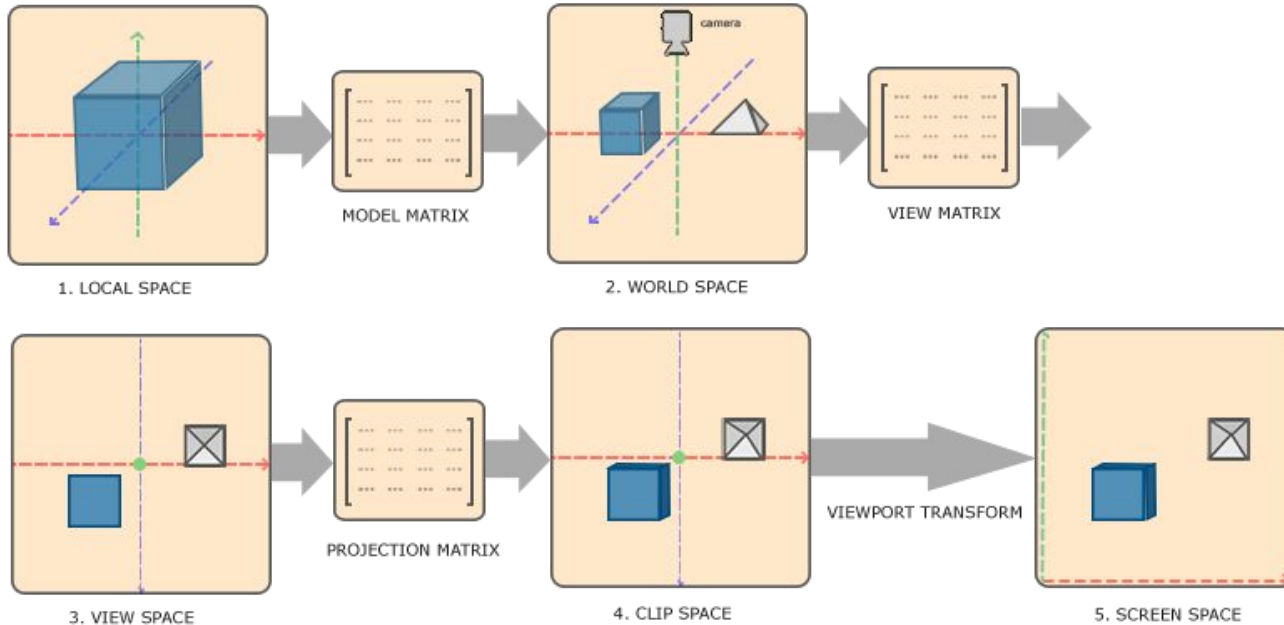 camera
MODEL MATRIX
VIEW MATRIX
1. LOCAL SPACE
2. WORLD SPACE
PROJECTION MATRIX
VIEWPORT TRANSFORM
3. VIEW SPACE
4. CLIP SPACE
5. SCREEN SPACE